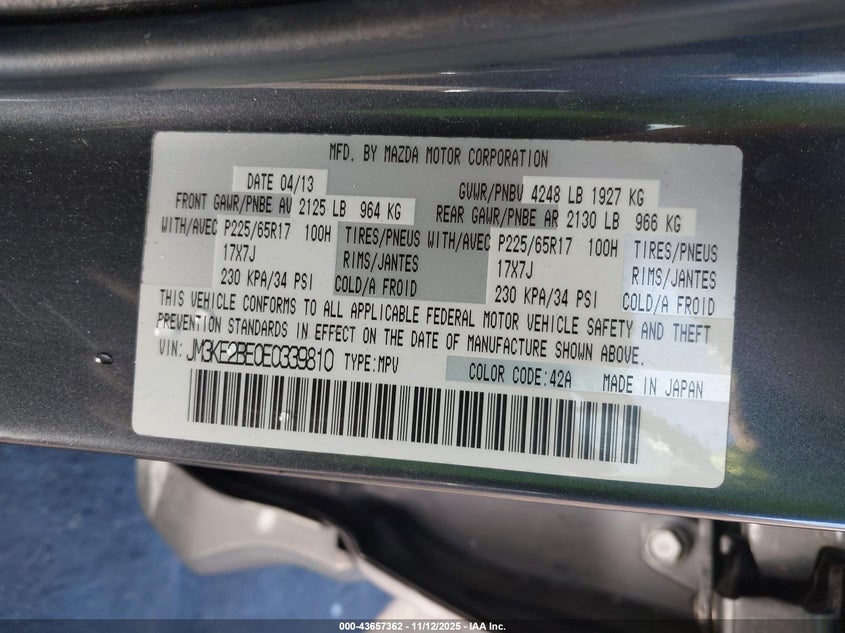 MFD. BY MAZDA MOTOR CORPORATION
DATE 04/13 GVWR/PNBV 4248 LB 1927 KG
FRONT GAWR/PNBE AV 2125 LB 964 KG REAR GAWR/PNBE AR 2130 LB 966 KG
WITH/AVEC P225/65R17 100H TIRES/PNEUS WITH/AVEC P225/65R17 100H TIRES/PNEUS
17X7J RIMS/JANTES 17X7J RIMS/JANTES
230 KPA/34 PSI COLD/A FROID 230 KPA/34 PSI COLD/A FROID
THIS VEHICLE CONFORMS TO ALL APPLICABLE FEDERAL MOTOR VEHICLE SAFETY AND THEFT
PREVENTION STANDARDS IN EFFECT ON THE DATE OF MANUFACTURE SHOWN ABOVE.
VIN: JM3KE2BE0E0339810 TYPE:MPV COLOR CODE:42A MADE IN JAPAN
000-43657362 - 11/12/2025 - IAA Inc.